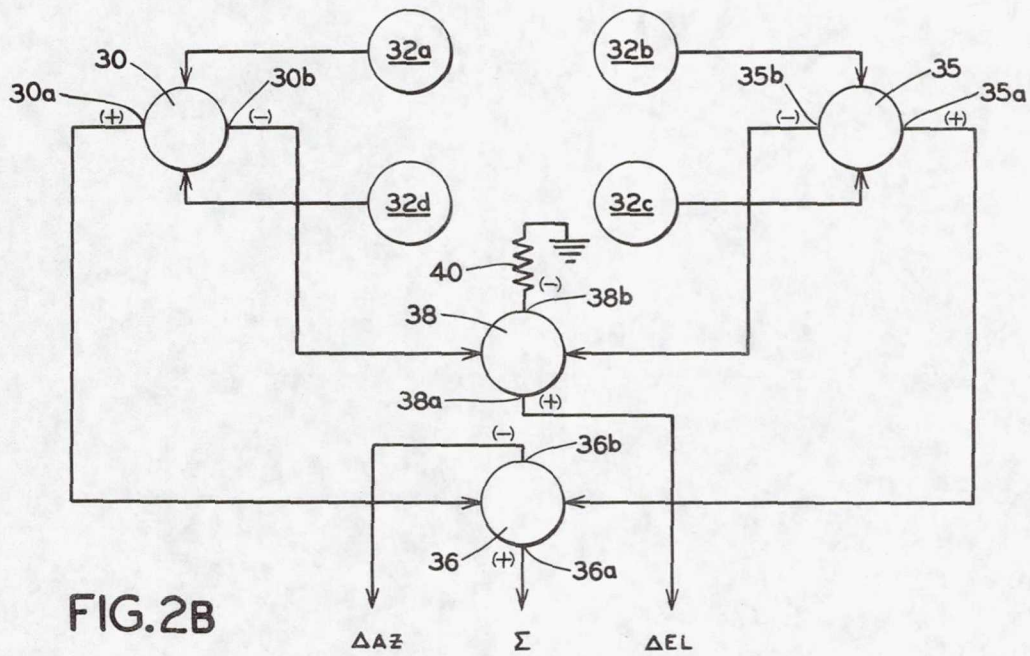 32a
32b
30
30b
35b
35
30a
35a
(+)
(−)
(−)
(+)
32d
32c
40
(−)
38b
38
38a
(+)
(−)
36b
36
(+)
36a
FIG.2B
ΔAZ
Σ
ΔEL